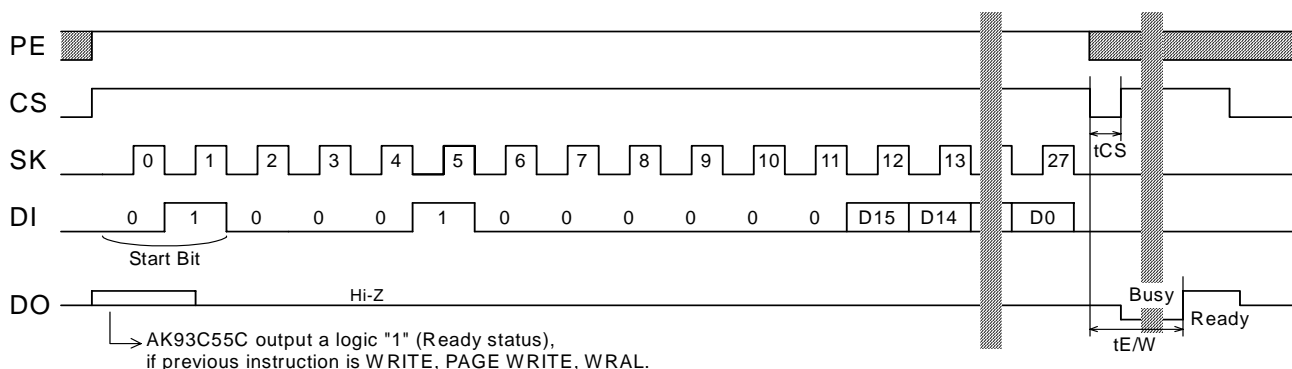 PE
CS
tCS
SK 0 1 2 3 4 5 6 7 8 9 10 11 12 13 27
DI 0 1 0 0 0 1 0 0 0 0 0 0 D15 D14 D0
Start Bit
DO Hi-Z Busy Ready
AK93C55C output a logic "1" (Ready status),
if previous instruction is WRITE, PAGE WRITE, WRAL.
tE/W